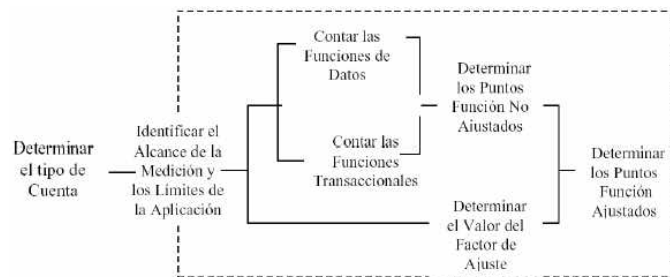 Determinar
el tipo de
Cuenta
Identificar el
Alcance de la
Medición y
los Límites de
la Aplicación
Contar las
Funciones de
Datos
Contar las
Funciones
Transaccionales
Determinar
los Puntos
Función No
Aiustados
Determinar
el Valor del
Factor de
Ajuste
Determinar
los Puntos
Función
Ajustados